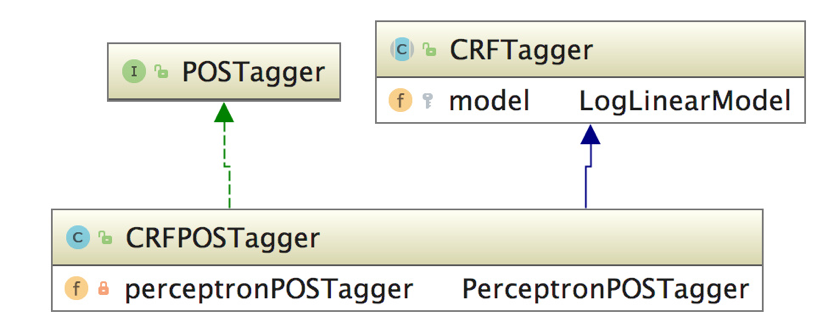 I POSTagger
C CRFTagger
f model LogLinearModel
C CRFPOSTagger
f perceptronPOSTagger PerceptronPOSTagger